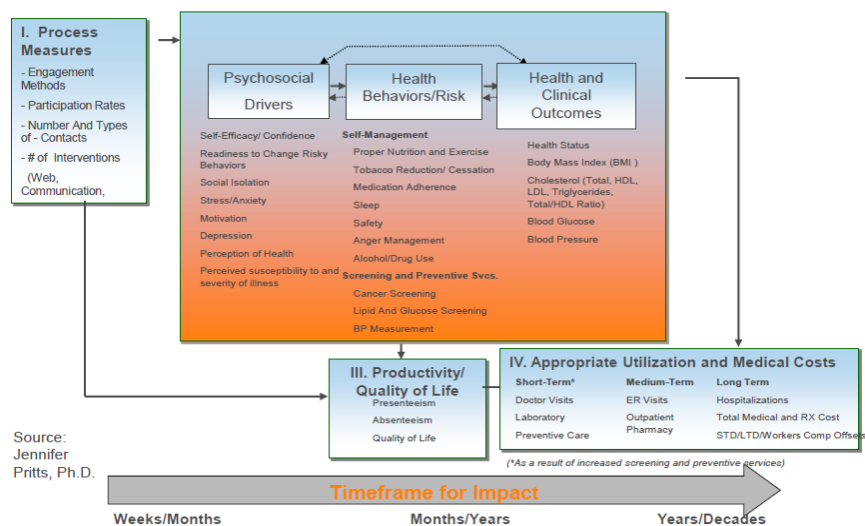 I. Process
Measures
- Engagement
Methods
- Participation Rates
- Number And Types
of - Contacts
- # of Interventions
(Web,
Communication,
Psychosocial
Drivers
Self-Efficacy/ Confidence
Readiness to Change Risky
Behaviors
Social Isolation
Stress/Anxiety
Motivation
Depression
Perception of Health
Perceived susceptibility to and
severity of illness
Health
Behaviors/Risk
Self-Management
Proper Nutrition and Exercise
Tobacco Reduction/ Cessation
Medication Adherence
Sleep
Safety
Anger Management
Alcohol/Drug Use
Screening and Preventive Svcs.
Cancer Screening
Lipid And Glucose Screening
BP Measurement
Health and
Clinical
Outcomes
Health Status
Body Mass Index (BMI )
Cholesterol (Total, HDL,
LDL, Triglycerides,
Total/HDL Ratio)
Blood Glucose
Blood Pressure
III. Productivity/
Quality of Life
Presenteeism
Absenteeism
Quality of Life
IV. Appropriate Utilization and Medical Costs
Short-Term*
Doctor Visits
Laboratory
Preventive Care
Medium-Term
ER Visits
Outpatient
Pharmacy
Long Term
Hospitalizations
Total Medical and RX Cost
STD/LTD/Workers Comp Offsets
(*As a result of increased screening and preventive services)
Source:
Jennifer
Pritts, Ph.D.
Timeframe for Impact
Weeks/Months
Months/Years
Years/Decades